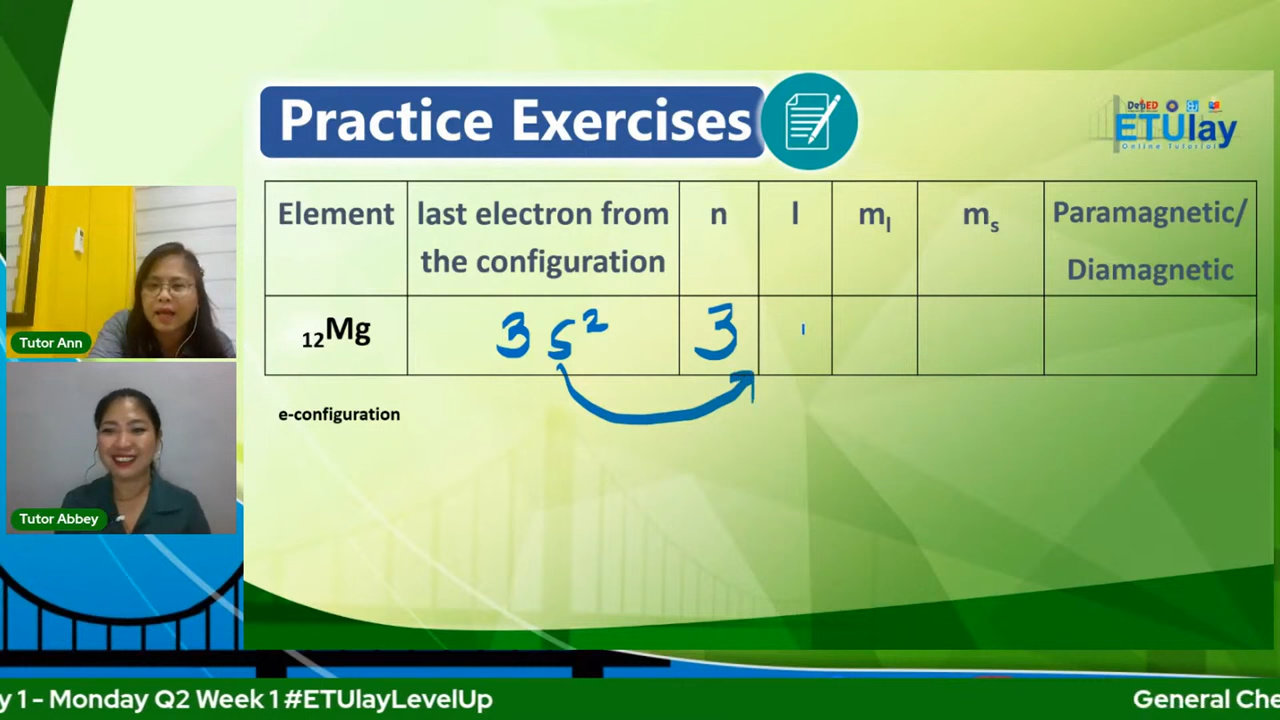 Practice Exercises
DepED
ETUlay
Online Tutorial
Element last electron from the configuration n l ml ms Paramagnetic/ Diamagnetic
12Mg 3s² 3
e-configuration
Tutor Ann
Tutor Abbey
y 1 - Monday Q2 Week 1 #ETUlayLevelUp
General Che